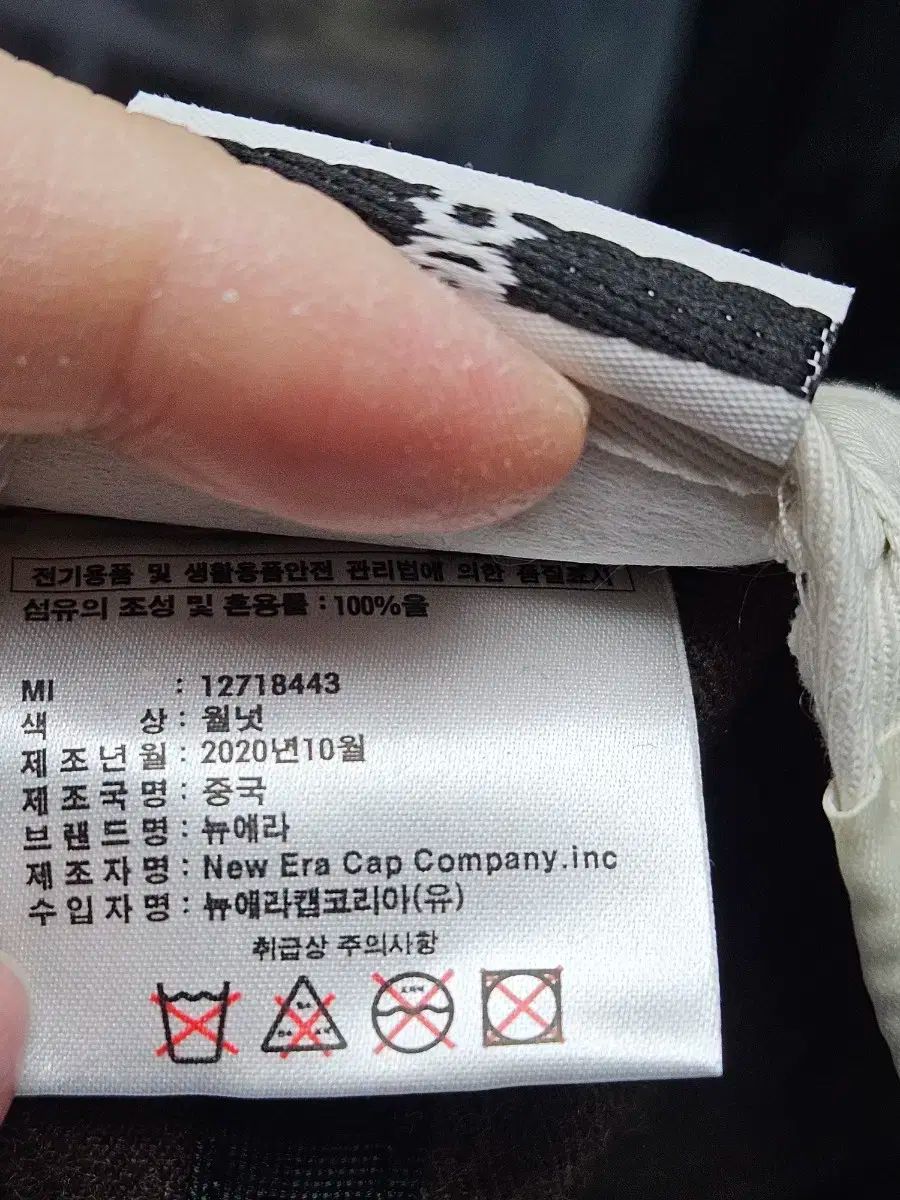 전기용품 및 생활용품안전 관리법에 의한 품질표시
섬유의 조성 및 혼용률 : 100%울
MI : 12718443
색 상 : 월넛
제 조 년 월 : 2020년10월
제 조 국 명 : 중국
브 랜 드 명 : 뉴에라
제 조 자 명 : New Era Cap Company.inc
수 입 자 명 : 뉴에라캡코리아(유)
취급상 주의사항